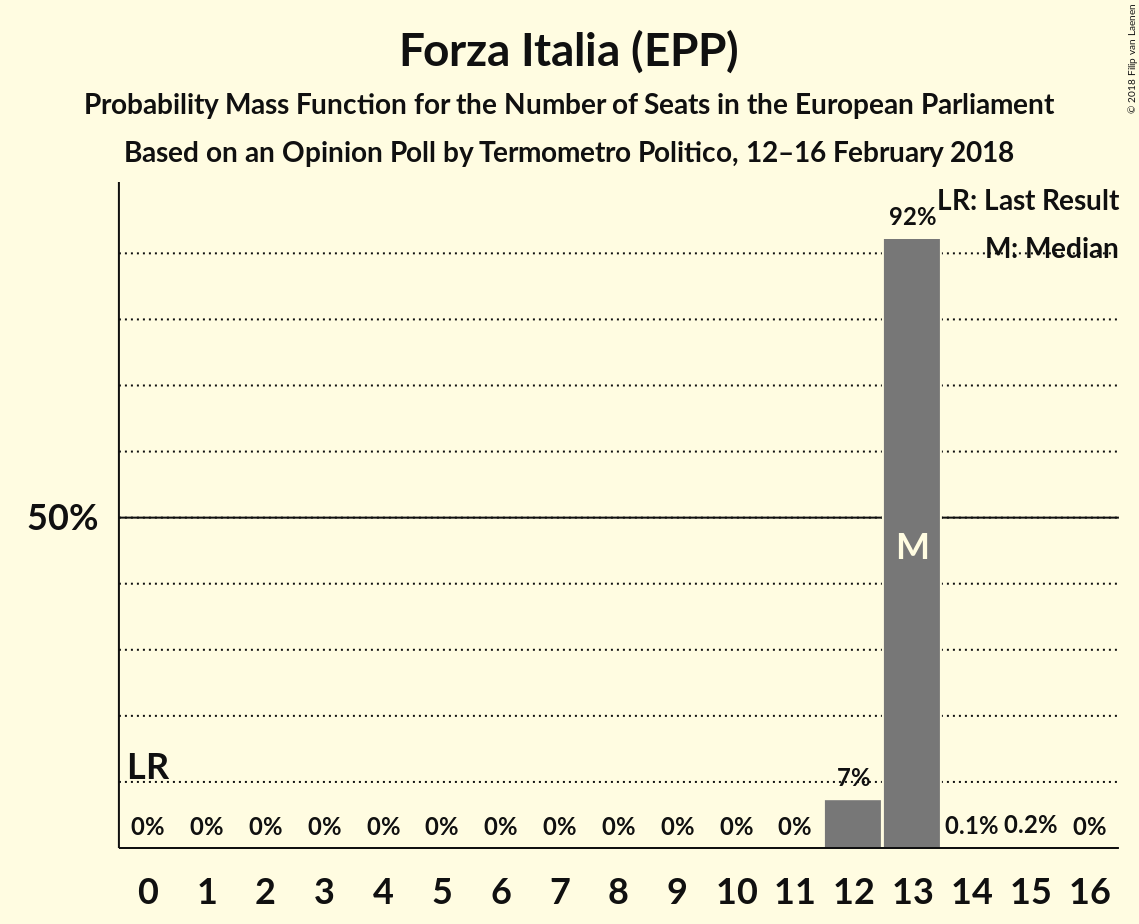 Forza Italia (EPP)
Probability Mass Function for the Number of Seats in the European Parliament
Based on an Opinion Poll by Termometro Politico, 12–16 February 2018
© 2018 Filip van Laenen
LR: Last Result
M: Median
92%
50%
M
LR
7%
0% 0% 0% 0% 0% 0% 0% 0% 0% 0% 0% 0% 0.1% 0.2% 0%
0 1 2 3 4 5 6 7 8 9 10 11 12 13 14 15 16